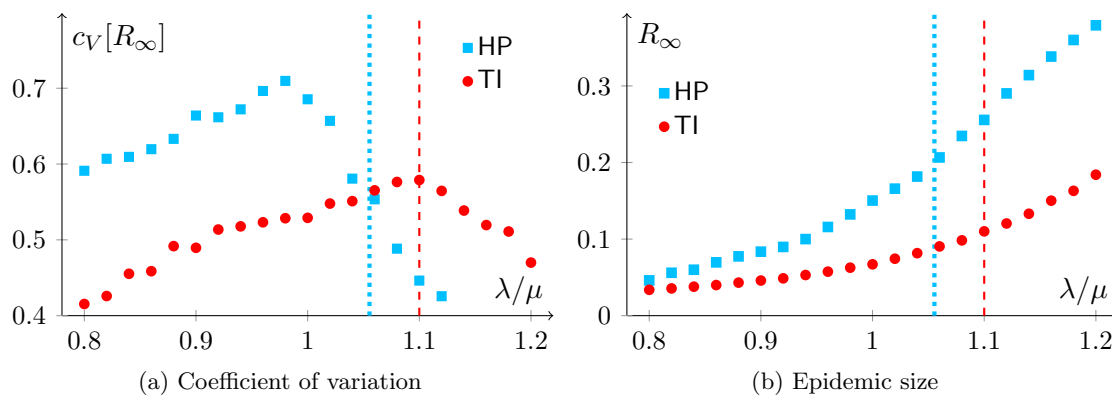 c_V[R_∞]
HP
TI
0.7
0.6
0.5
0.4
λ/μ
0.8 0.9 1 1.1 1.2
(a) Coefficient of variation
R_∞
HP
TI
0.3
0.2
0.1
0
λ/μ
0.8 0.9 1 1.1 1.2
(b) Epidemic size